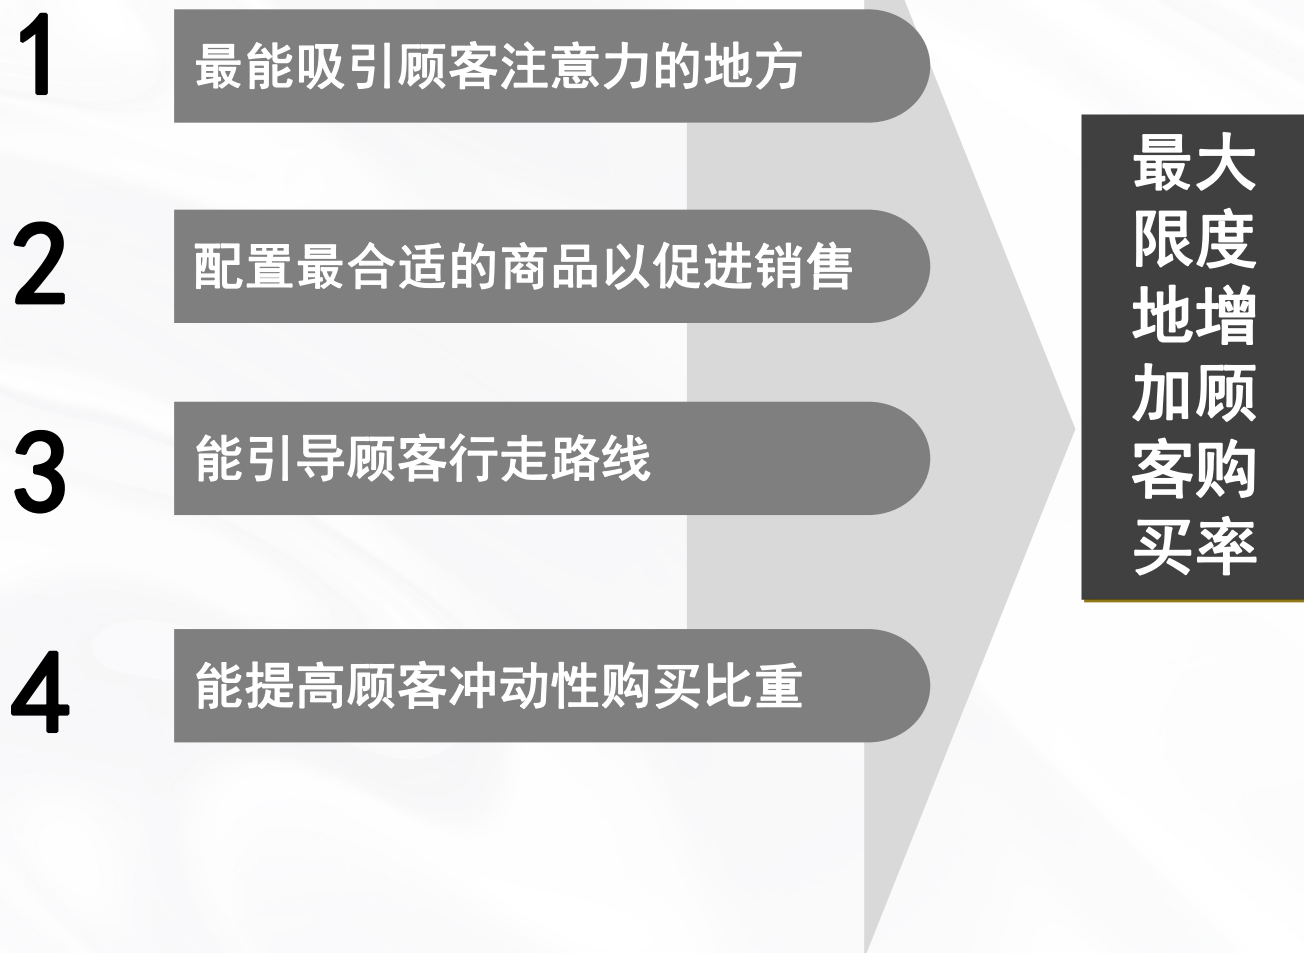 1
最能吸引顾客注意力的地方
2
配置最合适的商品以促进销售
3
能引导顾客行走路线
4
能提高顾客冲动性购买比重
最大
限度
地增
加顾
客购
买率